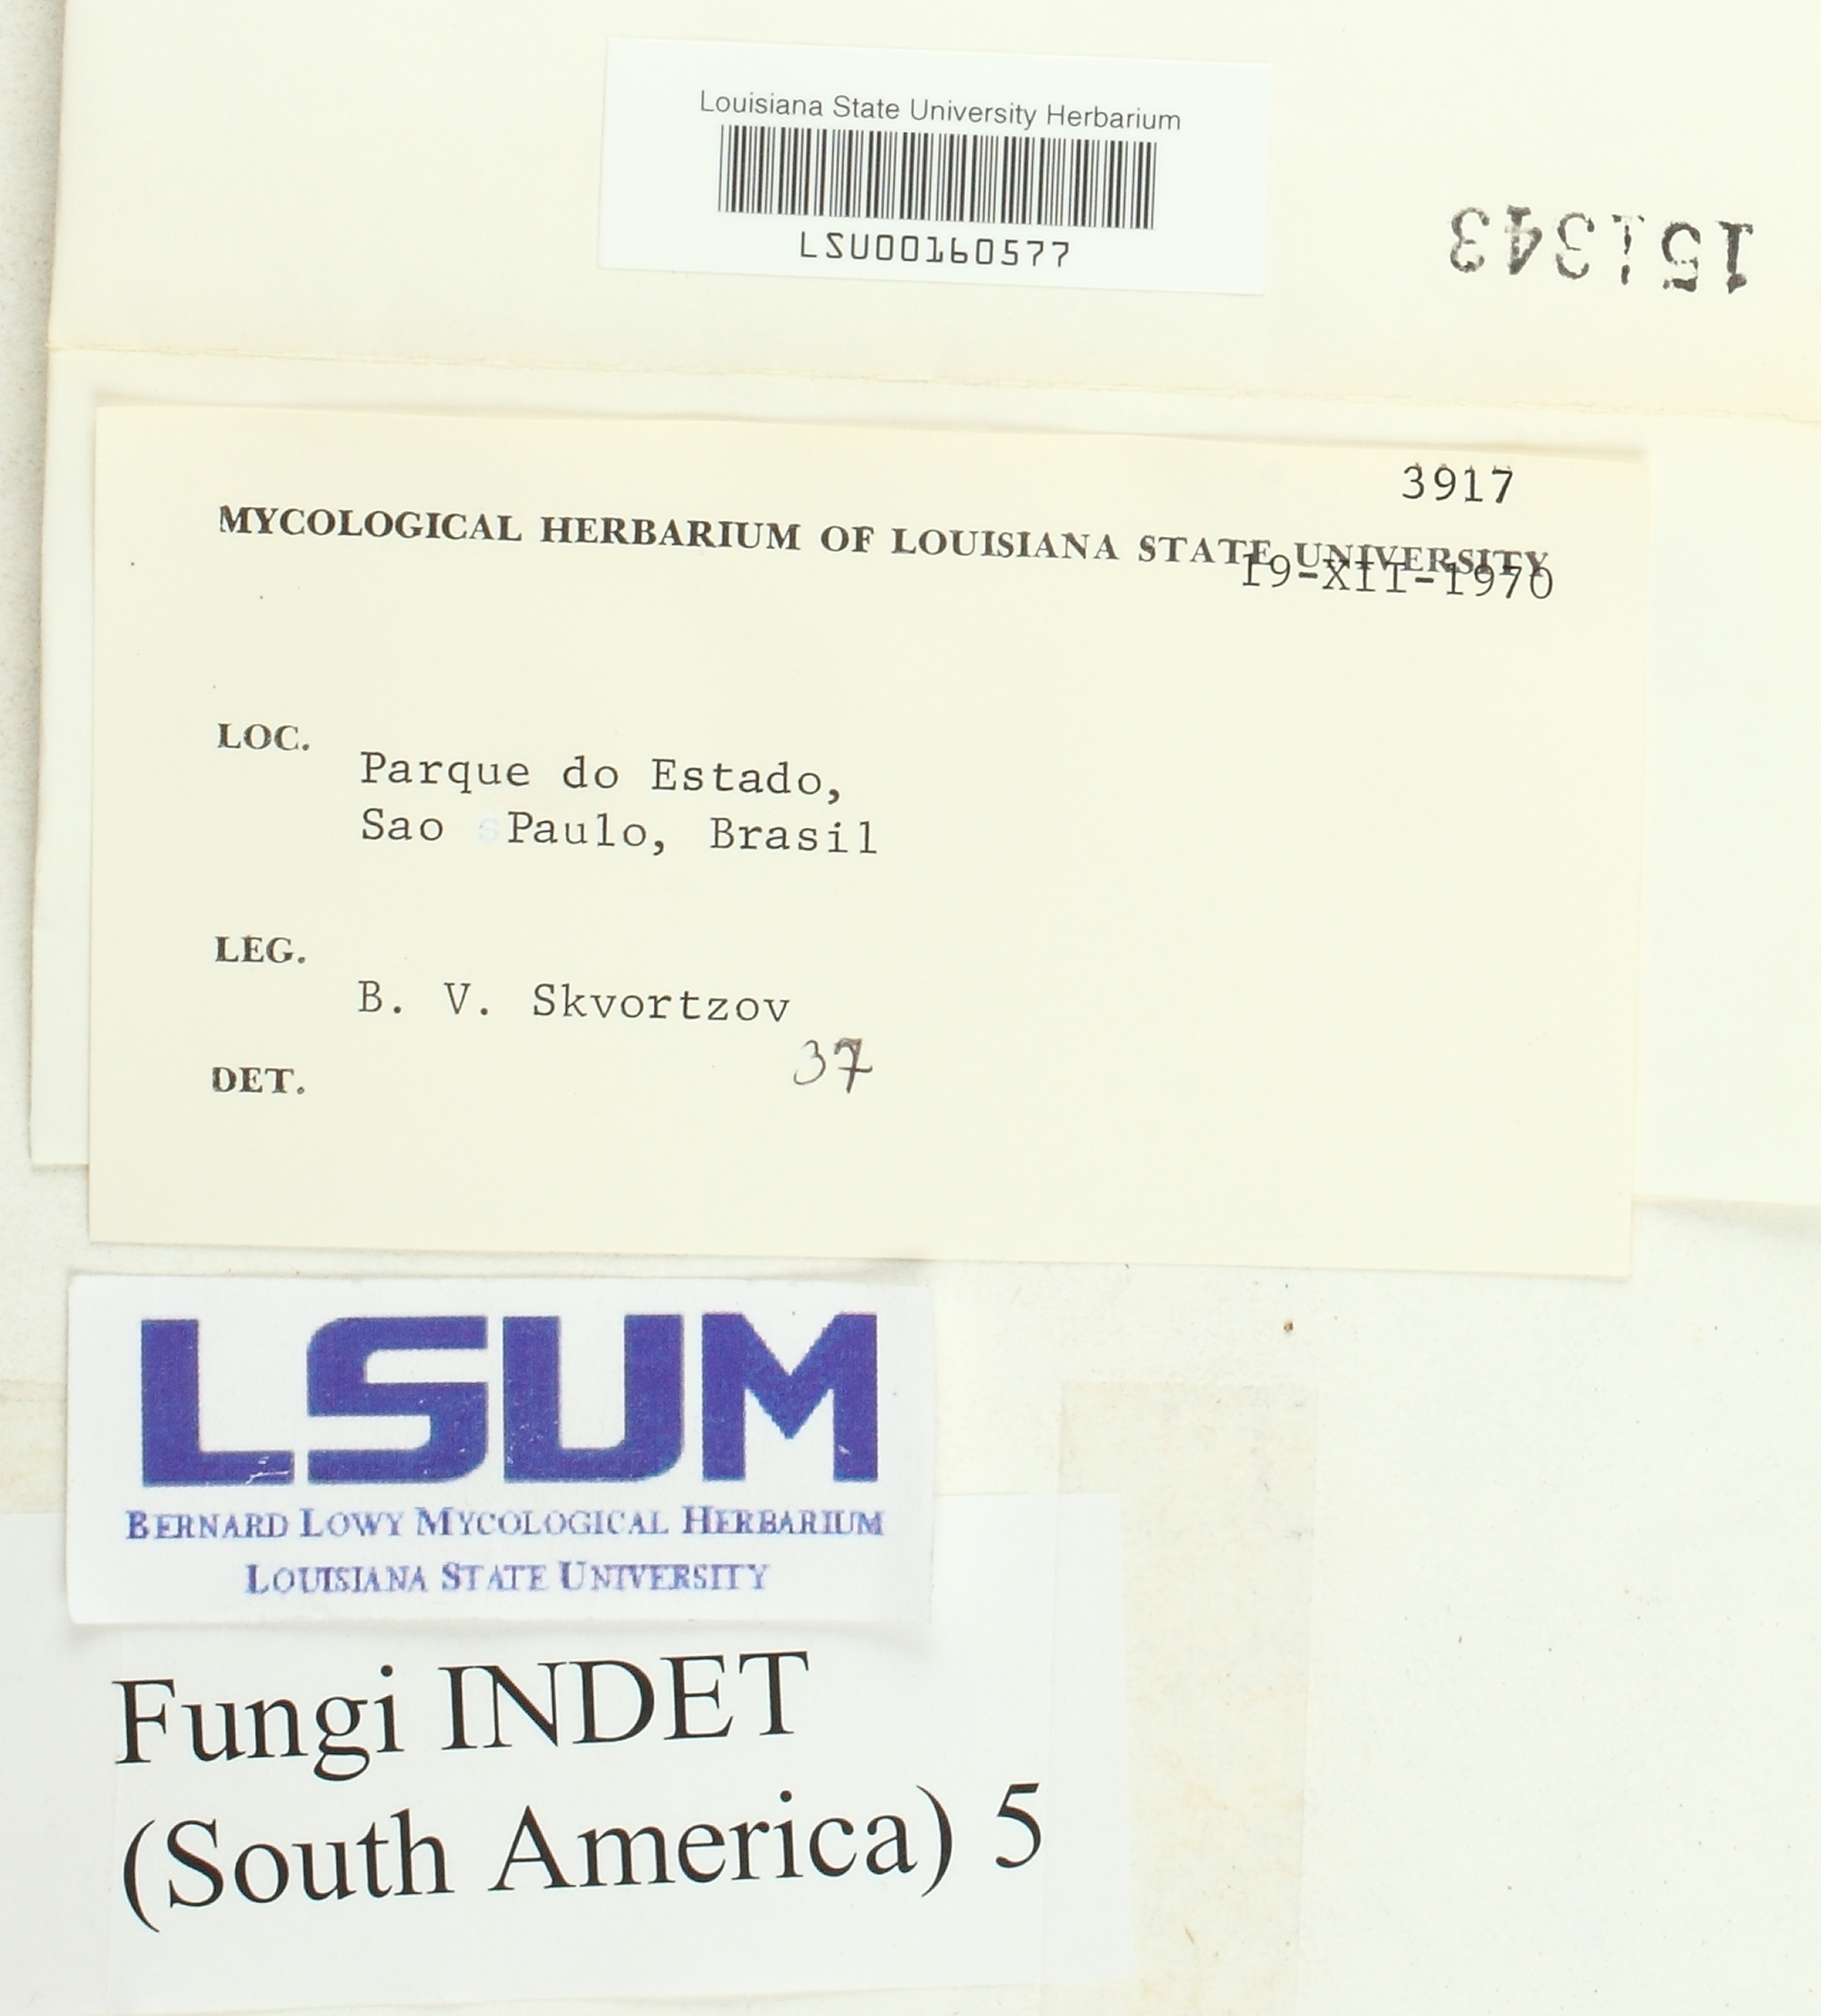 Louisiana State University Herbarium
LSU00160577
151343
3917
MYCOLOGICAL HERBARIUM OF LOUISIANA STATE UNIVERSITY
19-XII-1970
LOC.
Parque do Estado,
Sao Paulo, Brasil
LEG.
B. V. Skvortzov
37
DET.
LSUM
BERNARD LOWY MYCOLOGICAL HERBARIUM
LOUISIANA STATE UNIVERSITY
Fungi INDET
(South America) 5